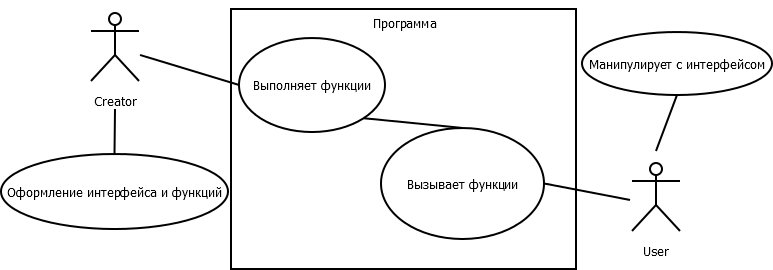 Программа
Манипулирует с интерфейсом
Выполняет функции
Creator
Вызывает функции
Оформление интерфейса и функций
User